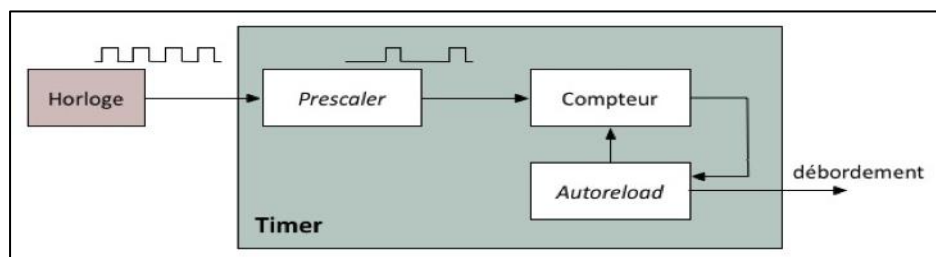 Horloge
Prescaler
Compteur
débordement
Autoreload
Timer